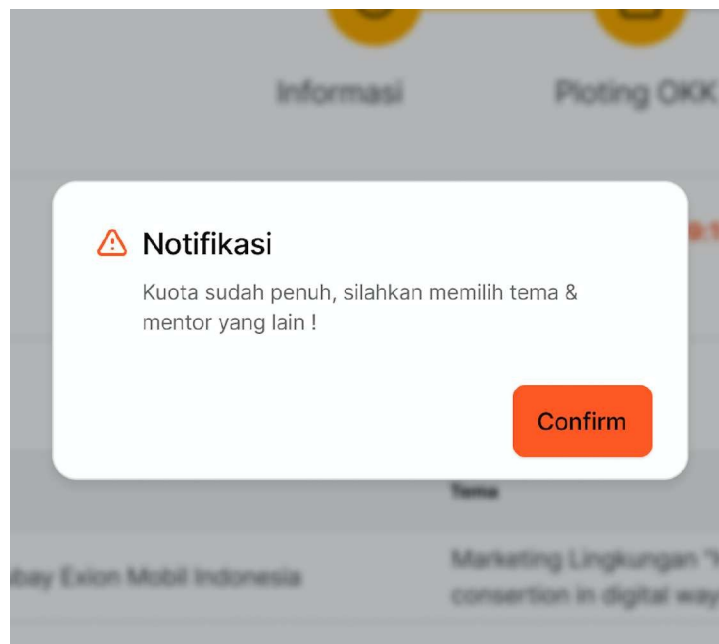 Informasi
Ploting OKK
Notifikasi
Kuota sudah penuh, silahkan memilih tema &
mentor yang lain !
Confirm
Tema
Exion Mobil Indonesia
Marketing Lingkungan
consertion in digital way